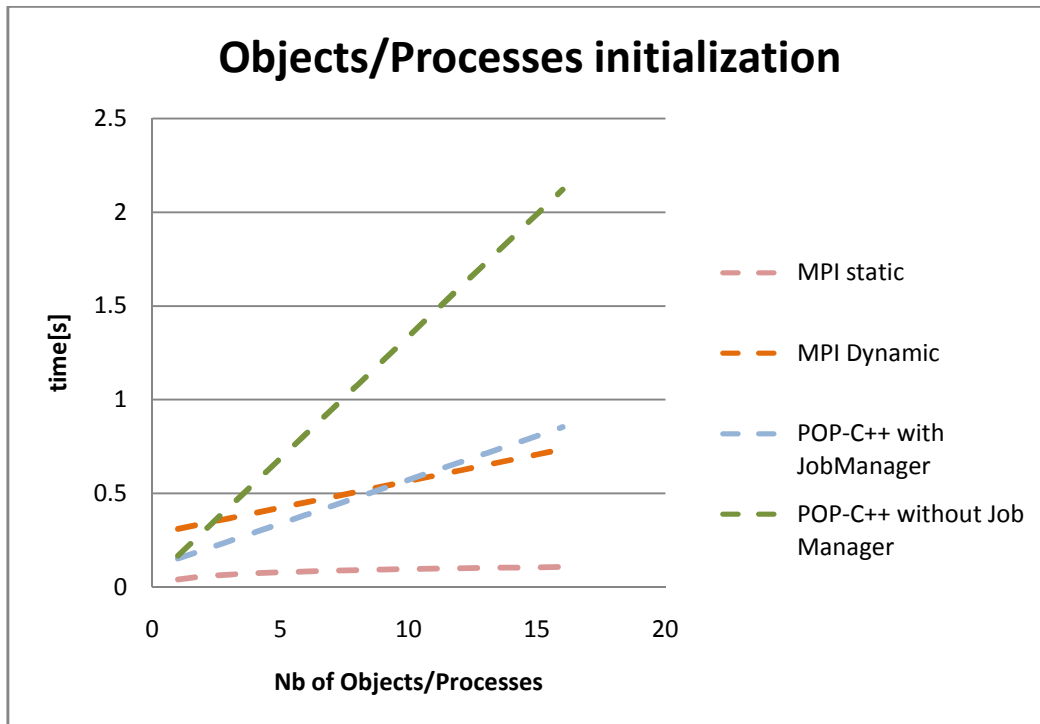 Objects/Processes initialization
2.5
2
1.5
1
0.5
0
time[s]
0
5
10
15
20
Nb of Objects/Processes
MPI static
MPI Dynamic
POP-C++ with
JobManager
POP-C++ without Job
Manager